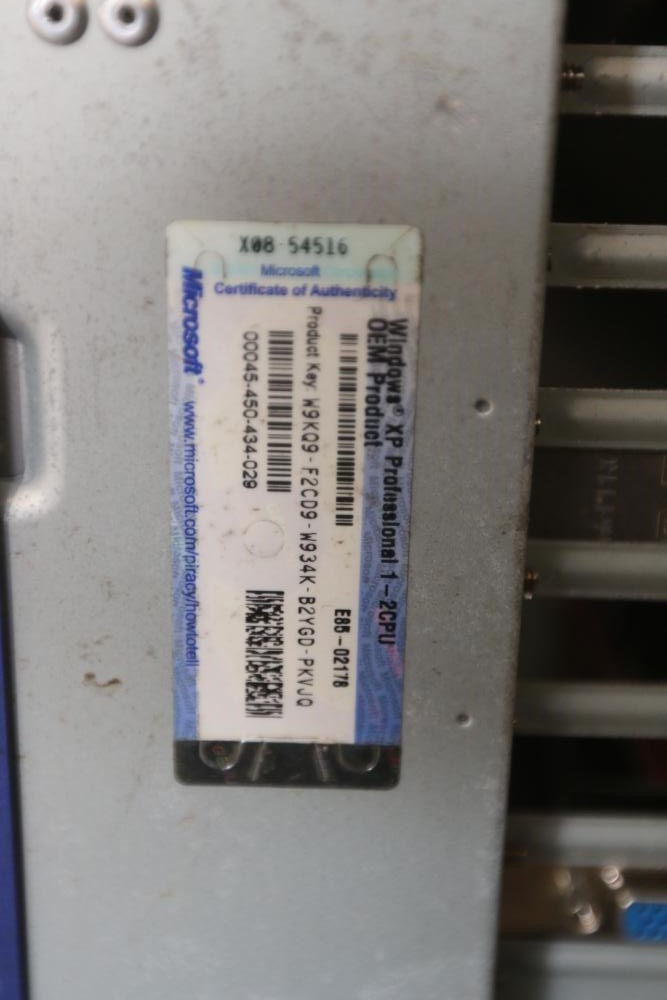 X08-54516
Microsoft
Certificate of Authenticity
Windows® XP Professional 1-2CPU
OEM Product
E85-02178
Product Key: W9KQ9-F2CD9-W934K-B2YGD-PKVJQ
00045-450-434-029
Microsoft®
www.microsoft.com/piracy/howtotell